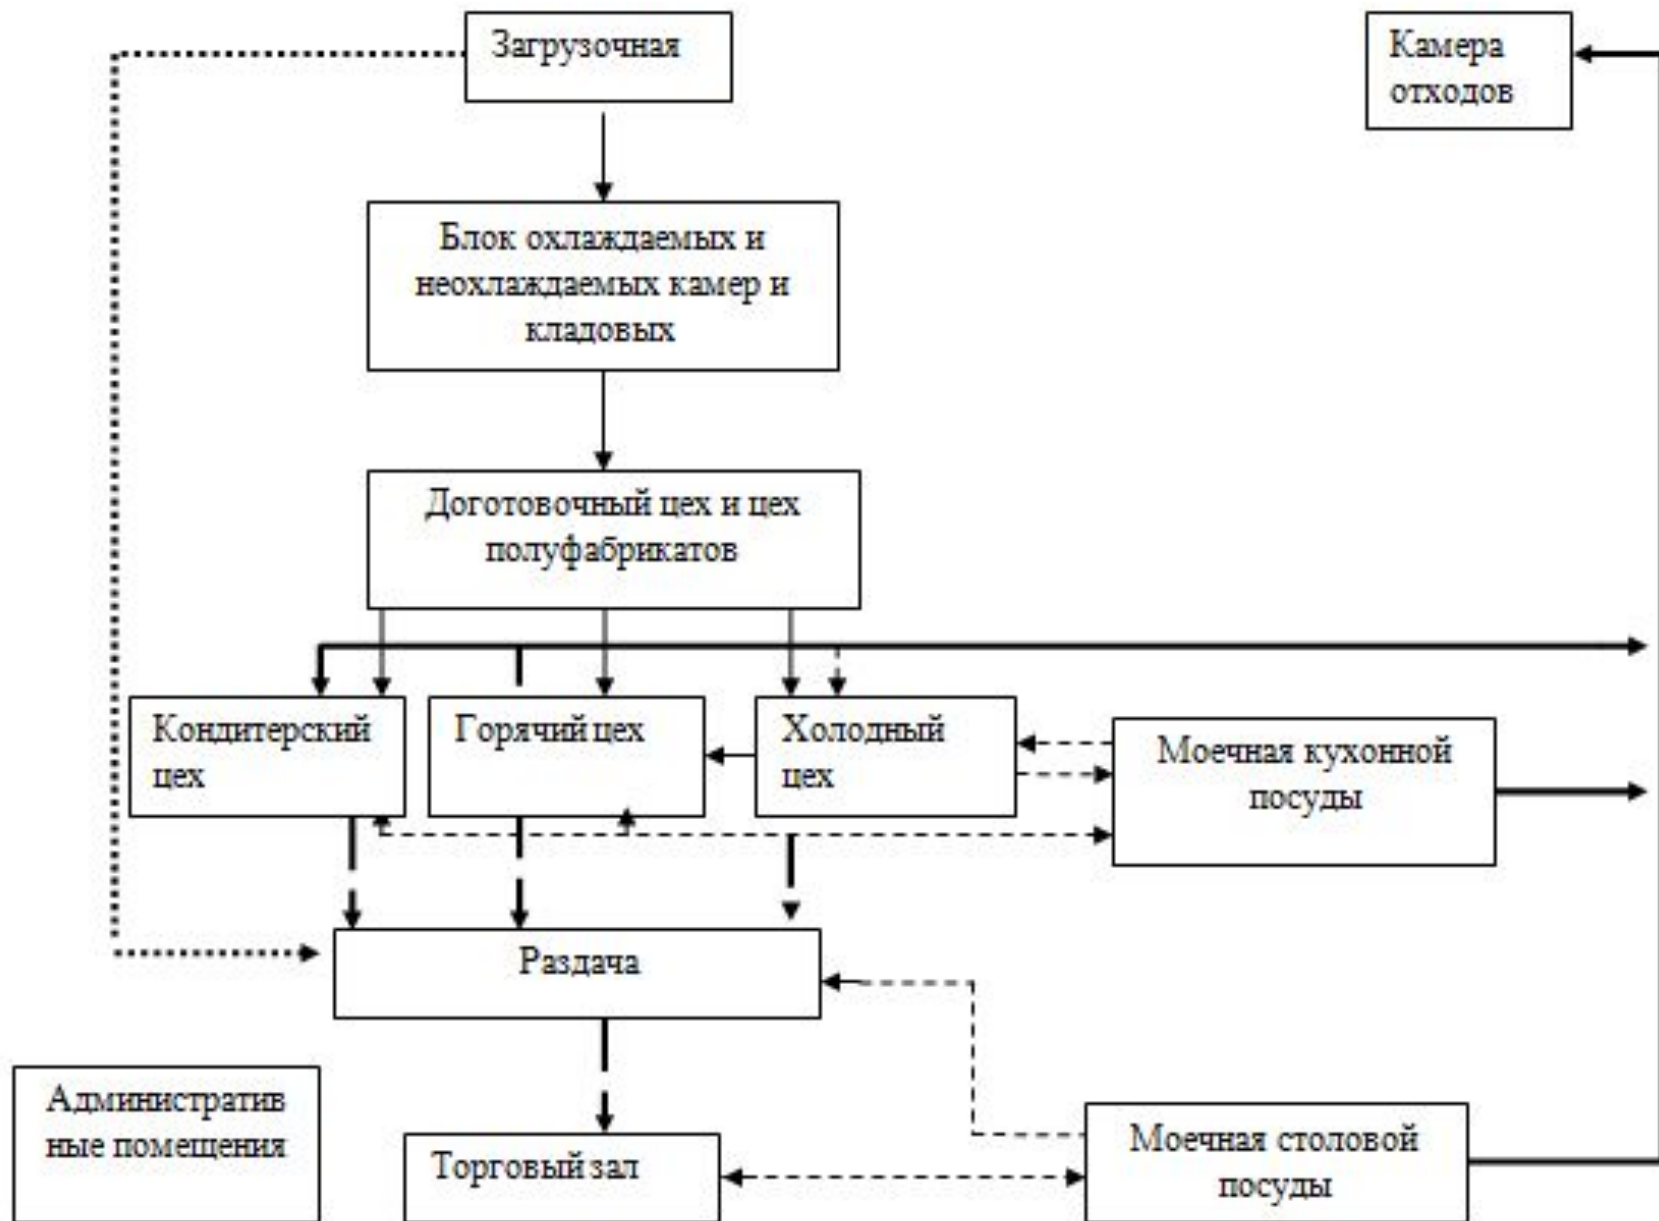 Загрузочная
Камера
отходов
Блок охлаждаемых и
неохлаждаемых камер и
кладовых
Доготовочный цех и цех
полуфабрикатов
Кондитерский
цех
Горячий цех
Холодный
цех
Моечная кухонной
посуды
Раздача
Административ
ные помещения
Торговый зал
Моечная столовой
посуды